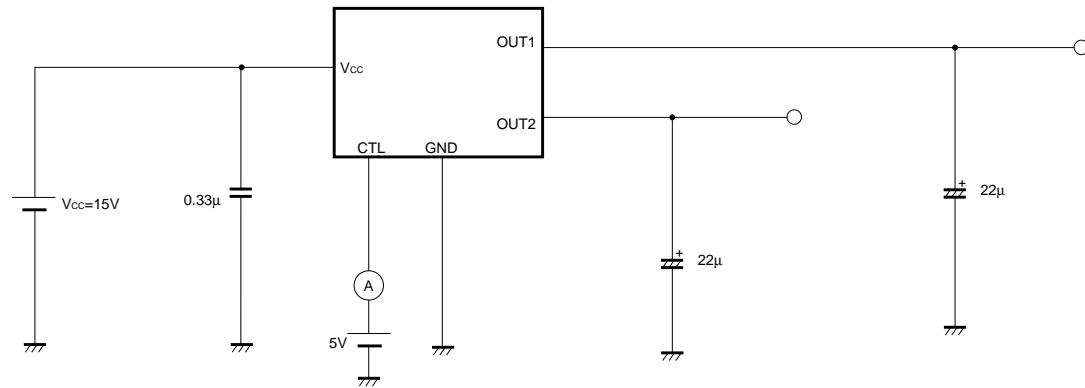 OUT1
VCC
OUT2
CTL GND
VCC=15V
0.33μ
+
22μ
+
22μ
A
5V